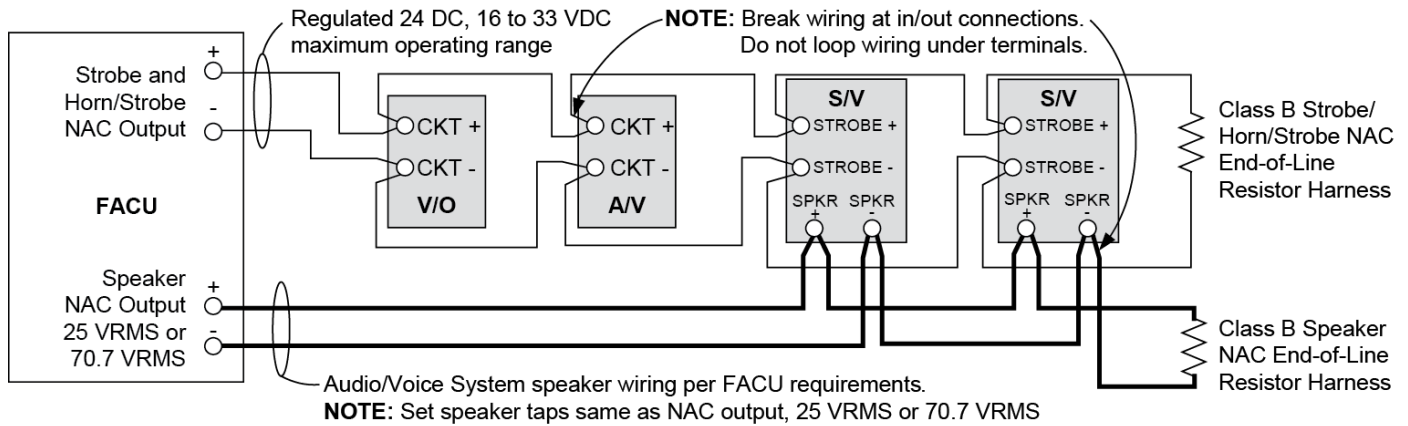 Regulated 24 DC, 16 to 33 VDC
maximum operating range
NOTE: Break wiring at in/out connections.
Do not loop wiring under terminals.
Strobe and
Horn/Strobe
NAC Output
+
-
FACU
Speaker
NAC Output
25 VRMS or
70.7 VRMS
+
-
CKT +
CKT -
V/O
CKT +
CKT -
A/V
S/V
STROBE +
STROBE -
SPKR
+
SPKR
-
S/V
STROBE +
STROBE -
SPKR
+
SPKR
-
Class B Strobe/
Horn/Strobe NAC
End-of-Line
Resistor Harness
Class B Speaker
NAC End-of-Line
Resistor Harness
Audio/Voice System speaker wiring per FACU requirements.
NOTE: Set speaker taps same as NAC output, 25 VRMS or 70.7 VRMS